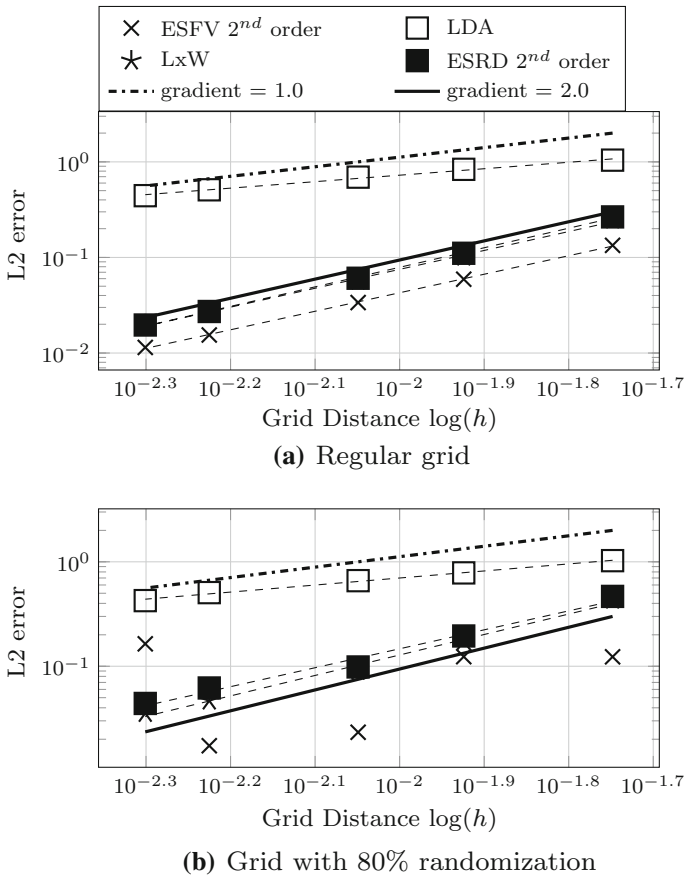 ESFV 2^nd order LDA
LxW ESRD 2^nd order
gradient = 1.0 gradient = 2.0
10^0
10^−1
10^−2
L2 error
10^−2.3 10^−2.2 10^−2.1 10^−2 10^−1.9 10^−1.8 10^−1.7
Grid Distance log(h)
(a) Regular grid
10^0
10^−1
L2 error
10^−2.3 10^−2.2 10^−2.1 10^−2 10^−1.9 10^−1.8 10^−1.7
Grid Distance log(h)
(b) Grid with 80% randomization